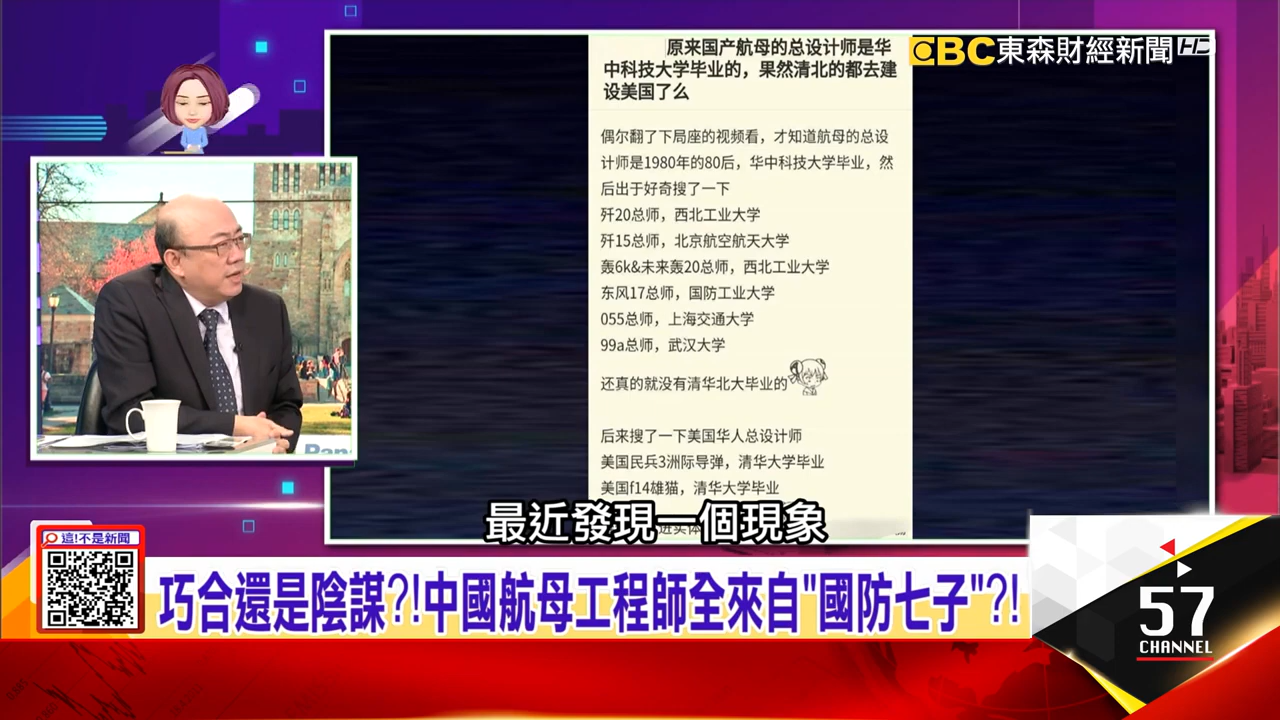 原来国产航母的总设计师是华
中科技大学毕业的，果然清北的都去建
设美国了么
EBC東森財經新聞HD
偶尔翻了下局座的视频看，才知道航母的总设
计师是1980年的80后，华中科技大学毕业，然
后出于好奇搜了一下
歼20总师，西北工业大学
歼15总师，北京航空航天大学
轰6k&未来轰20总师，西北工业大学
东风17总师，国防工业大学
055总师，上海交通大学
99a总师，武汉大学
还真的就没有清华北大毕业的
后来搜了一下美国华人总设计师
美国民兵3洲际导弹，清华大学毕业
美国f14雄猫，清华大学毕业
最近發現一個現象
這!不是新聞
巧合還是陰謀?!中國航母工程師全來自"國防七子"?!
57
CHANNEL